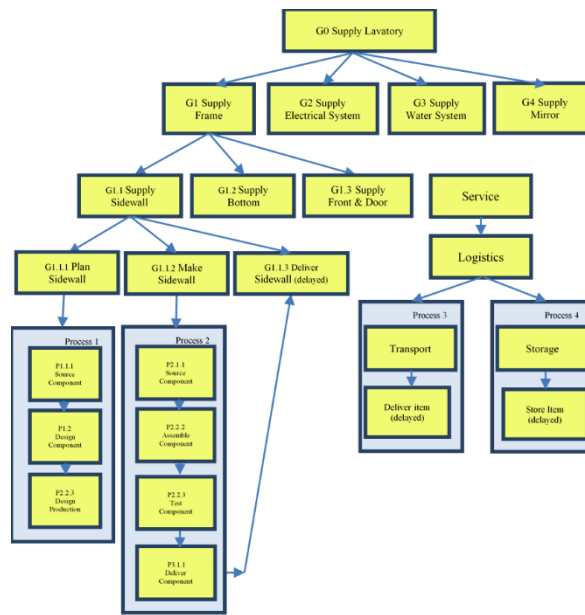 G0 Supply Lavatory
G1 Supply
Frame
G2 Supply
Electrical System
G3 Supply
Water System
G4 Supply
Mirror
G1.1 Supply
Sidewall
G1.2 Supply
Bottom
G1.3 Supply
Front & Door
Service
Logistics
G1.1.1 Plan
Sidewall
G1.1.2 Make
Sidewall
G1.1.3 Deliver
Sidewall (delayed)
Process 1
P1.1.1
Source
Component
P1.2
Design
Component
P2.2.3
Design
Production
Process 2
P2.1.1
Source
Component
P2.2.2
Assemble
Component
P2.2.3
Test
Component
P3.1.1
Deliver
Component
Process 3
Transport
Deliver item
(delayed)
Process 4
Storage
Store Item
(delayed)